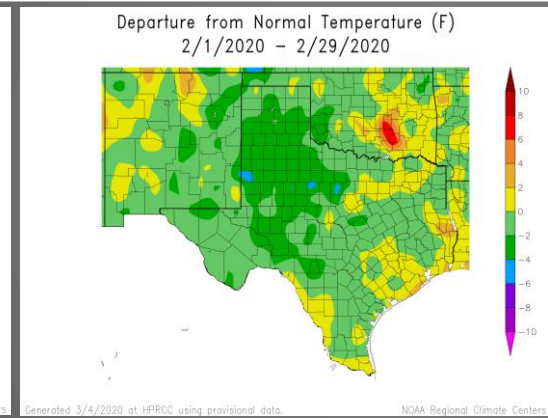 Departure from Normal Temperature (F)
2/1/2020 – 2/29/2020
10
8
6
4
2
0
−2
−4
−6
−8
−10
rs
Generated 3/4/2020 at HPRCC using provisional data.
NOAA Regional Climate Centers